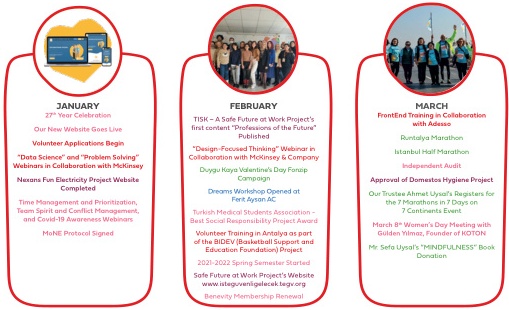 JANUARY
27th Year Celebration
Our New Website Goes Live
Volunteer Applications Begin
"Data Science" and "Problem Solving"
Webinars in Collaboration with McKinsey
Nexans Fun Electricity Project Website
Completed
Time Management and Prioritization,
Team Spirit and Conflict Management,
and Covid-19 Awareness Webinars
MoNE Protocol Signed
FEBRUARY
TISK – A Safe Future at Work Project's
first content "Professions of the Future"
Published
"Design-Focused Thinking" Webinar in
Collaboration with McKinsey & Company
Duygu Kaya Valentine's Day Fonzip
Campaign
Dreams Workshop Opened at
Ferit Aysan AC
Turkish Medical Students Association –
Best Social Responsibility Project Award
Volunteer Training in Antalya as part
of the BIDEV (Basketball Support and
Education Foundation) Project
2021-2022 Spring Semester Started
Safe Future at Work Project's Website
www.isteguvenligelecek.tegv.org
Benevity Membership Renewal
MARCH
FrontEnd Training in Collaboration
with Adesso
Runtalya Marathon
Istanbul Half Marathon
Independent Audit
Approval of Domestos Hygiene Project
Our Trustee Ahmet Uysal's Registers for
the 7 Marathons in 7 Days on
7 Continents Event
March 8th Women's Day Meeting with
Gülden Yılmaz, Founder of KOTON
Mr. Sefa Uysal's "MINDFULNESS" Book
Donation